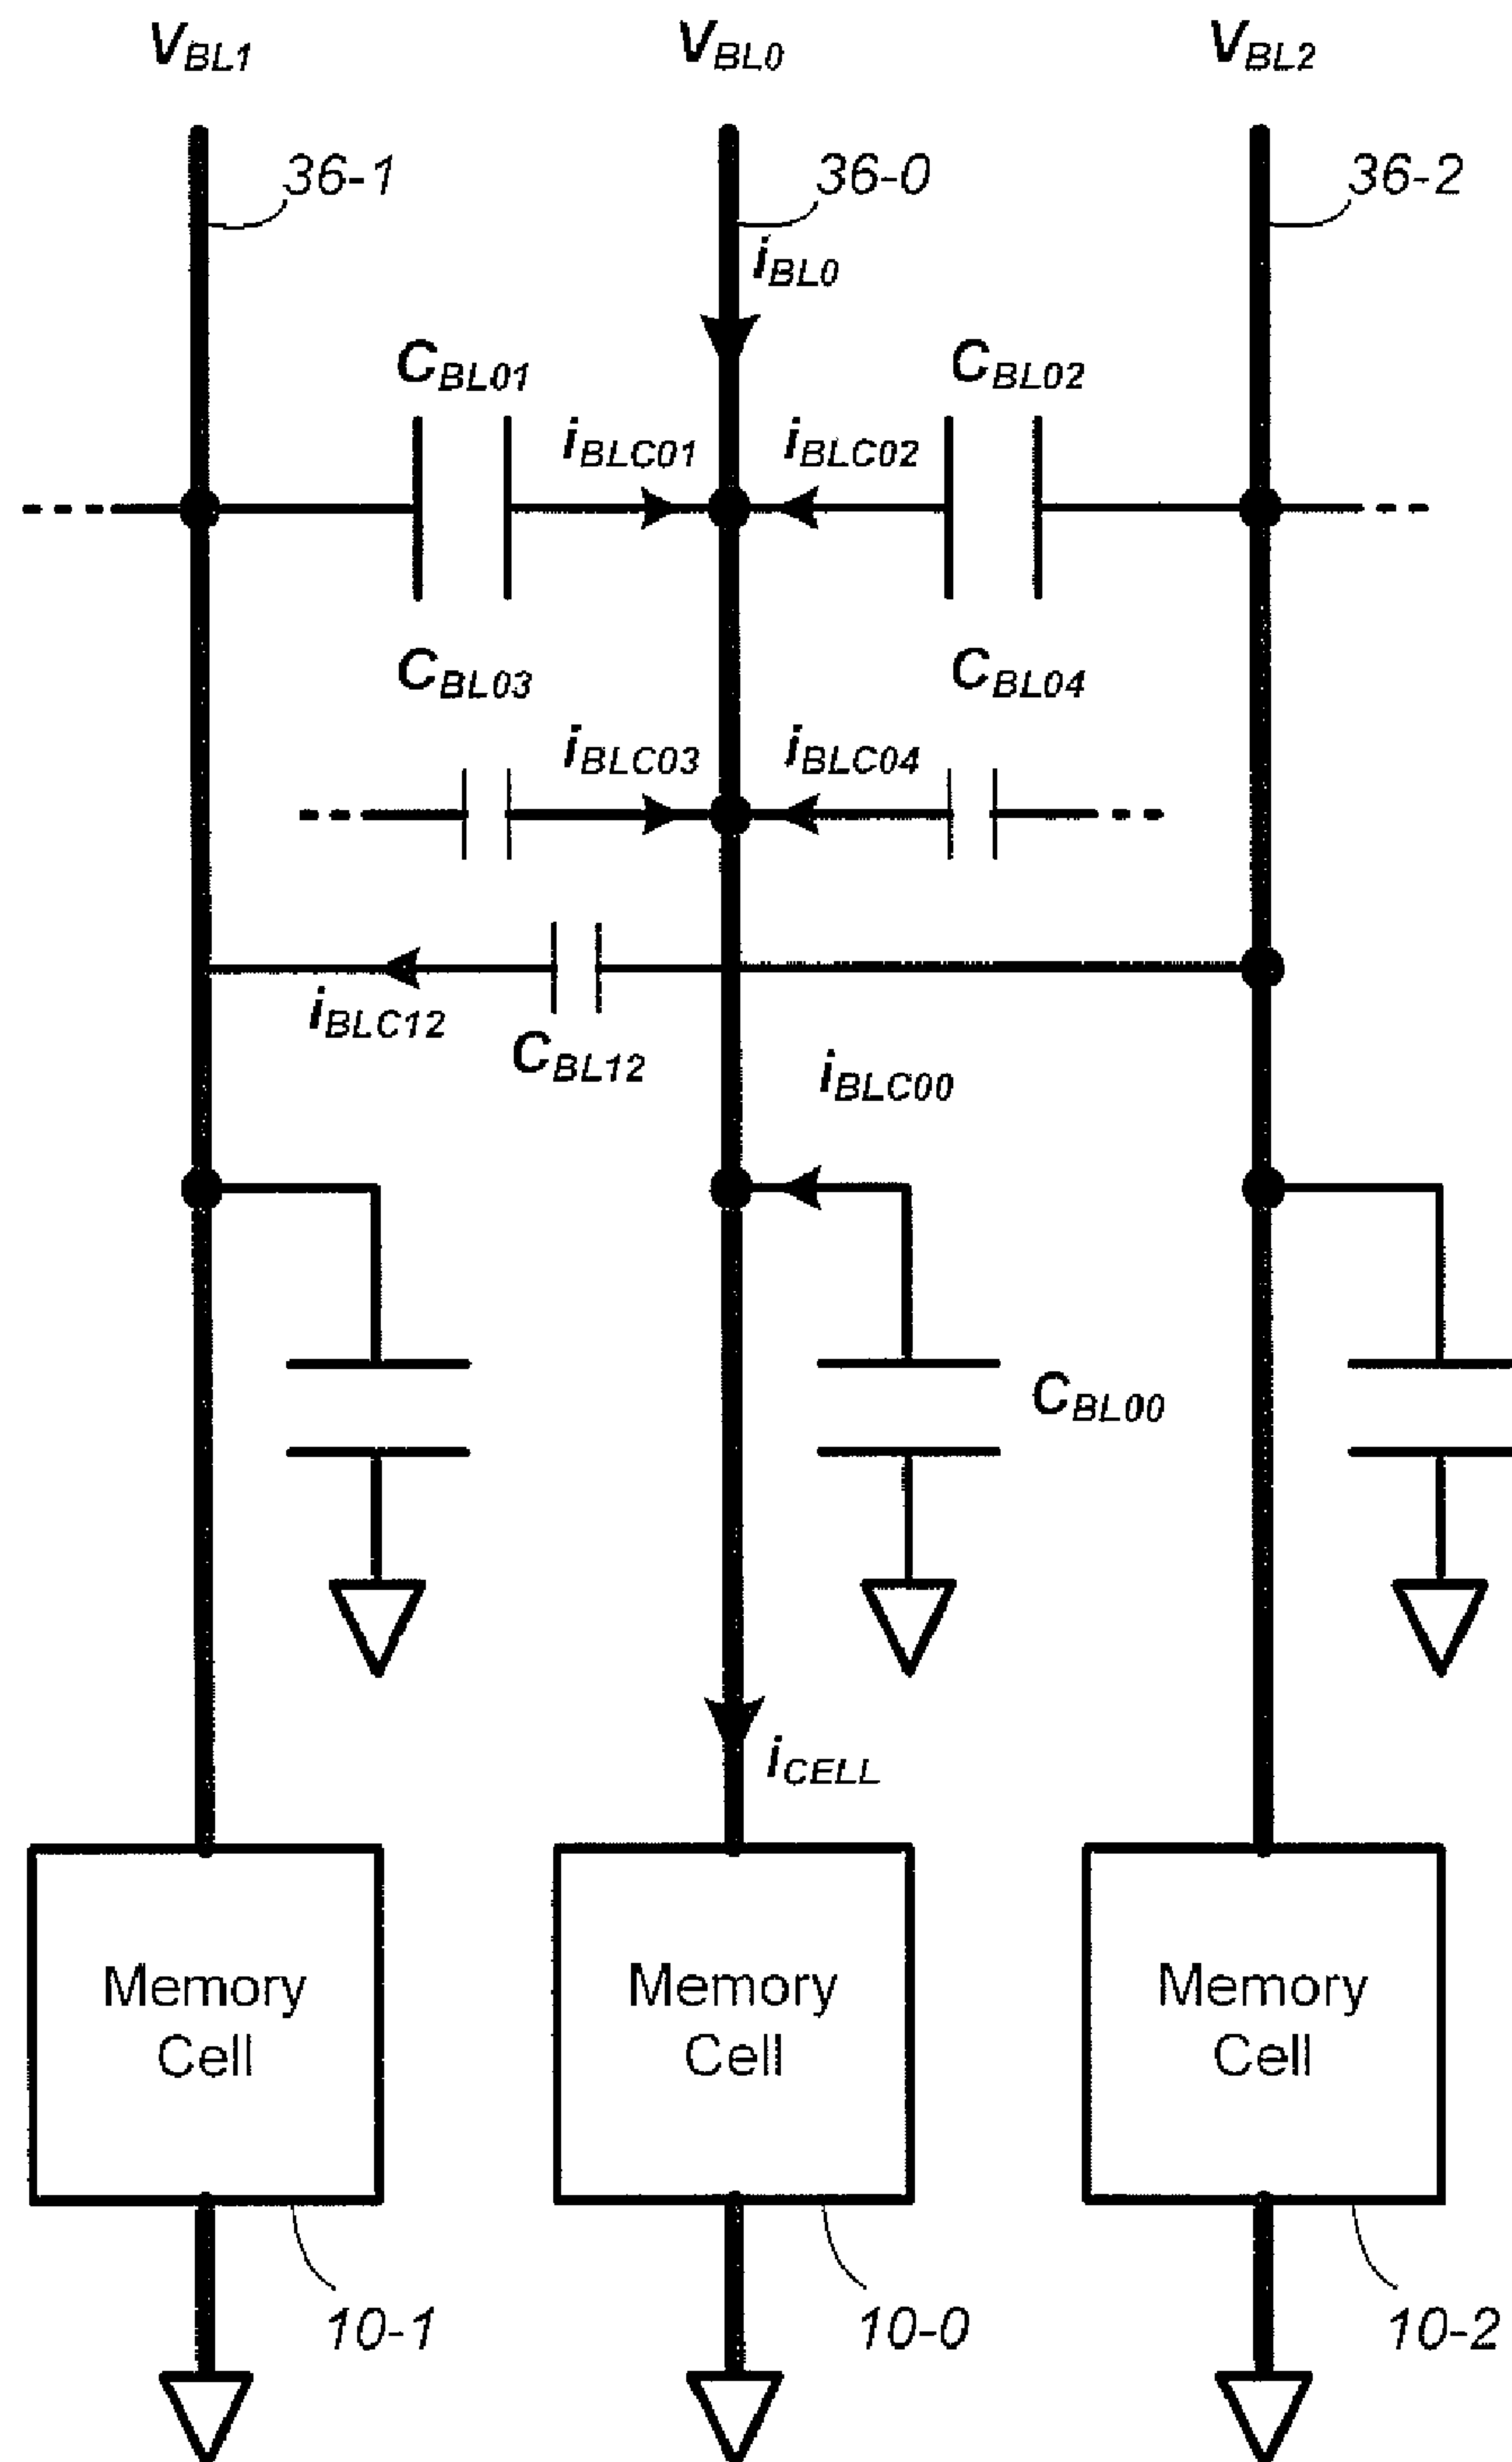 VBL1 VBL0 VBL2
36-1 36-0 36-2
iBL0
CBL01 CBL02
iBLC01 iBLC02
CBL03 CBL04
iBLC03 iBLC04
iBLC12
CBL12
iBLC00
CBL00
iCELL
Memory Cell
Memory Cell
Memory Cell
10-1 10-0 10-2